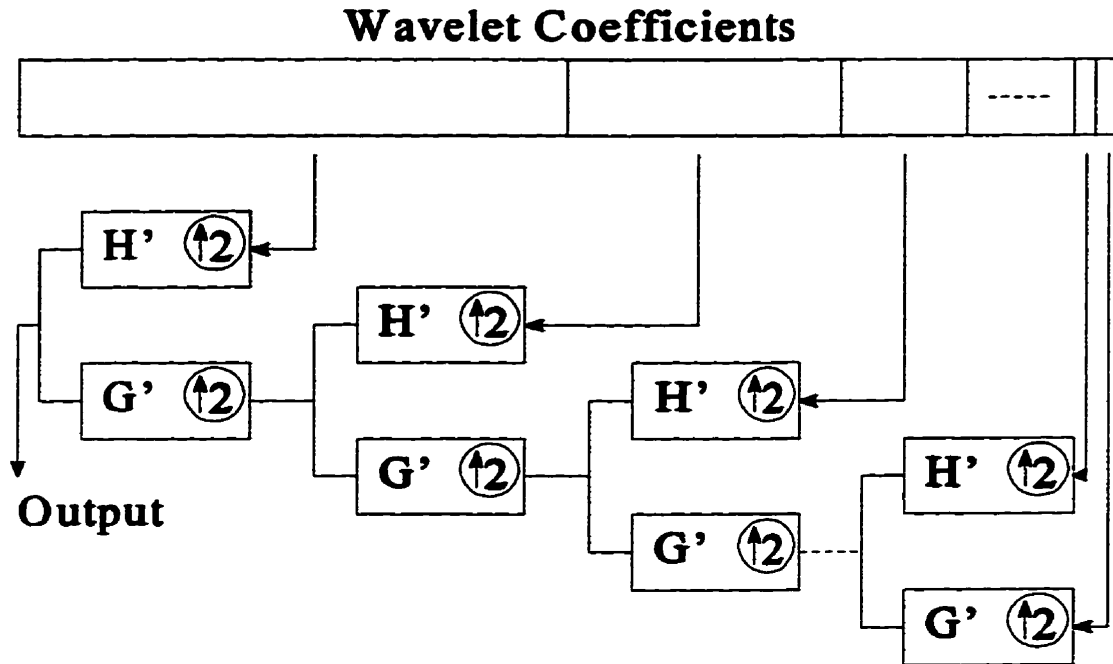 Wavelet Coefficients
H' ↑2
H' ↑2
G' ↑2
H' ↑2
G' ↑2
H' ↑2
Output
G' ↑2
G' ↑2